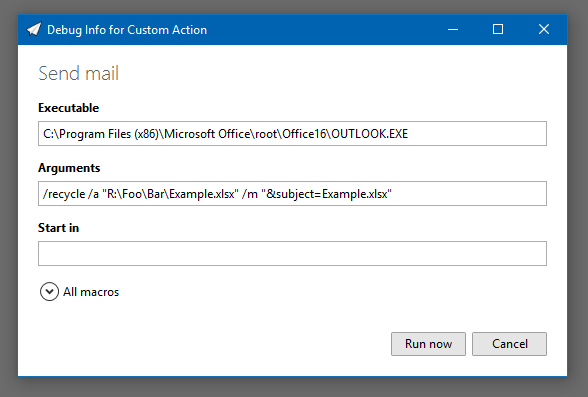 Debug Info for Custom Action
Send mail
Executable
C:\Program Files (x86)\Microsoft Office\root\Office16\OUTLOOK.EXE
Arguments
/recycle /a "R:\Foo\Bar\Example.xlsx" /m "&subject=Example.xlsx"
Start in
All macros
Run now
Cancel